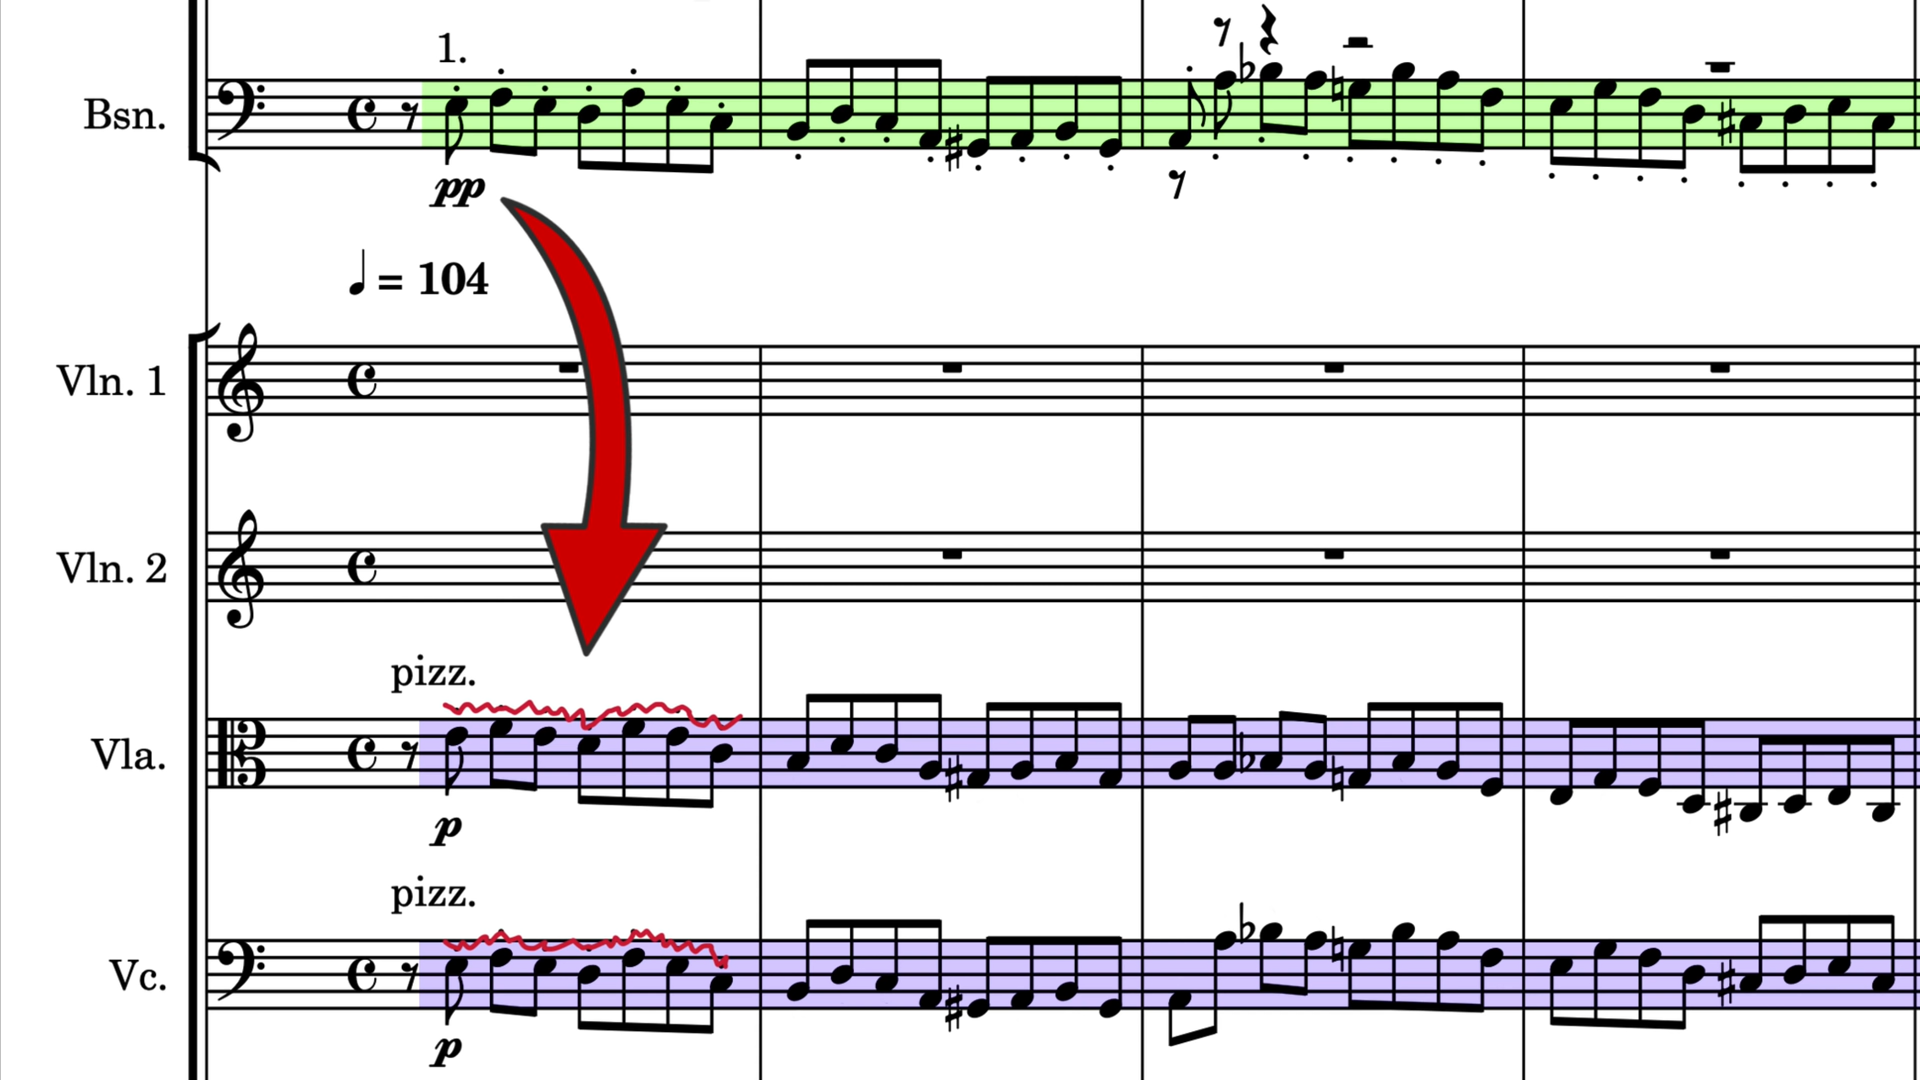 1.
Bsn.
pp
♩ = 104
Vln. 1
Vln. 2
pizz.
Vla.
p
pizz.
Vc.
p